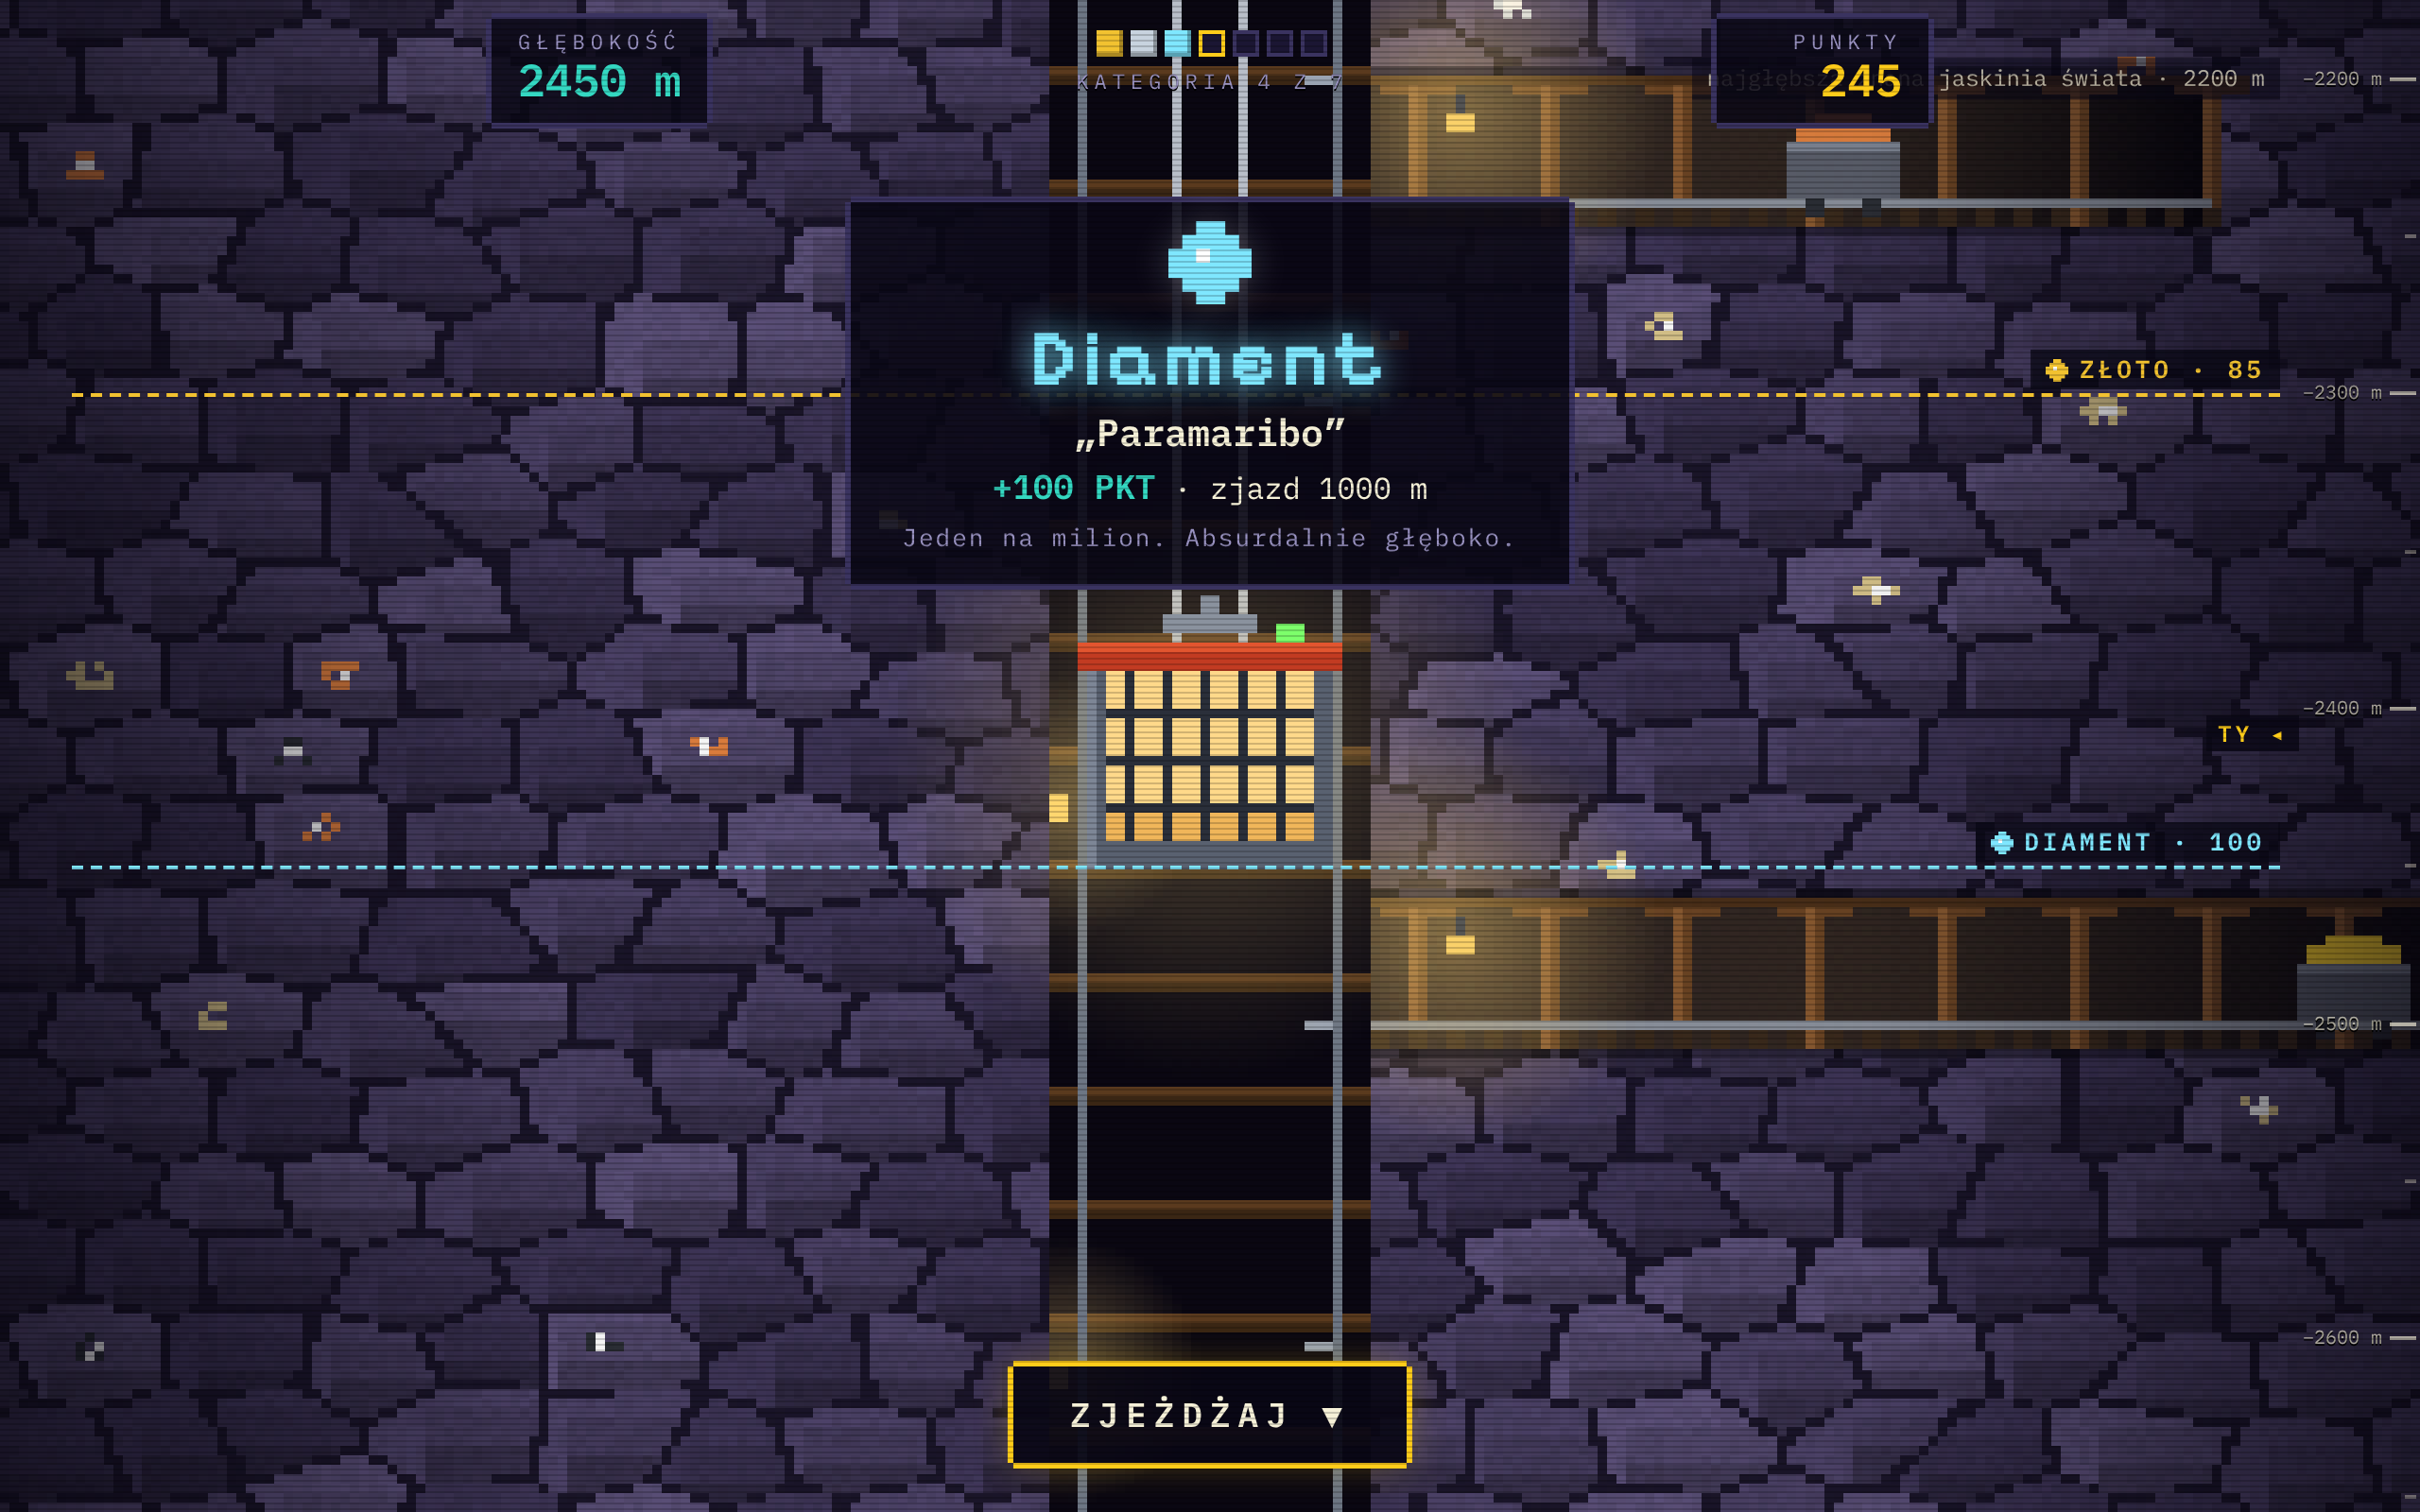 GŁĘBOKOŚĆ
2450 m
KATEGORIA 4 Z 7
PUNKTY
245
jaskinia świata · 2200 m
−2200 m
Diament
„Paramaribo”
+100 PKT · zjazd 1000 m
Jeden na milion. Absurdalnie głęboko.
ZŁOTO · 85
−2300 m
−2400 m
TY ◂
DIAMENT · 100
−2500 m
−2600 m
ZJEŻDŻAJ ▼